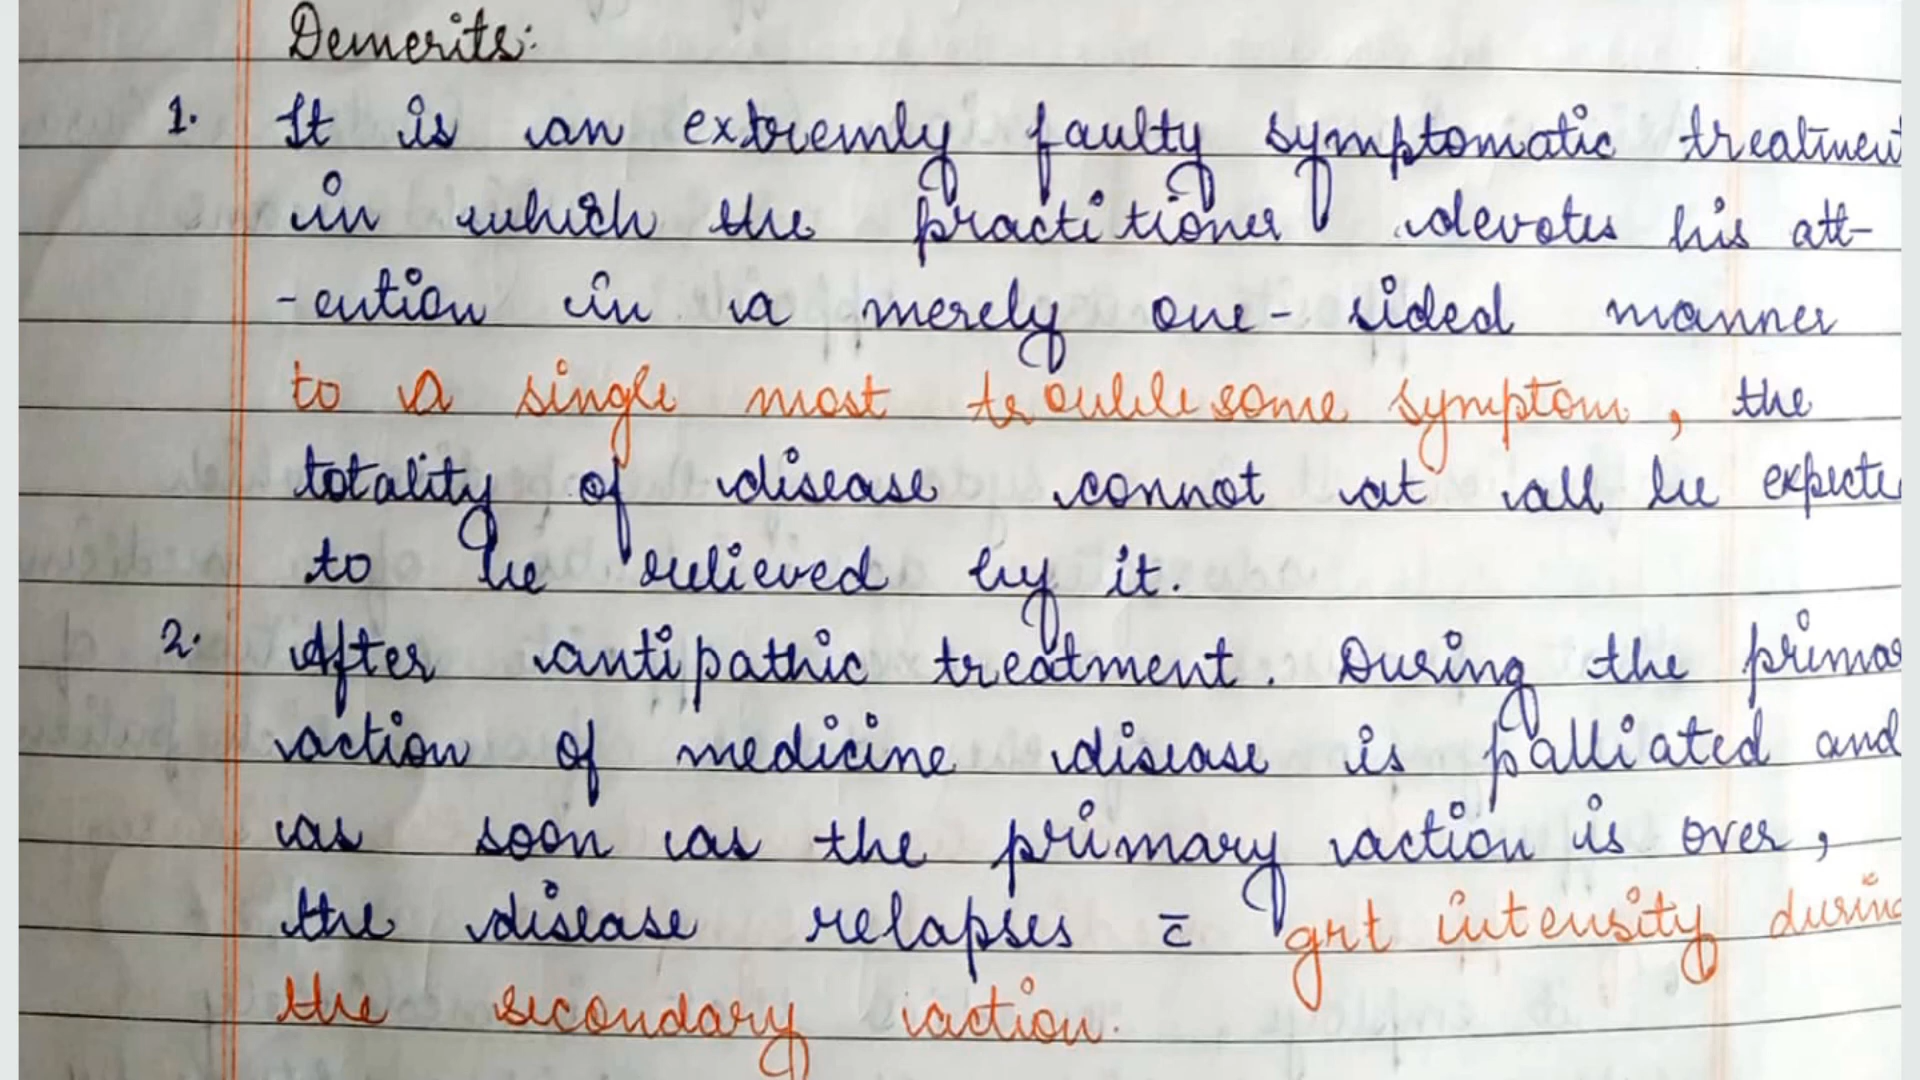 Demerits:
1. It is an extremly faulty symptomatic treatment
in which the practitioner devotes his att-
-ention in a merely one-sided manner
to a single most troublesome symptom, the
totality of disease connot at all be expecte
to be relieved by it.
2. After antipathic treatment. During the primar
action of medicine disease is palliated and
as soon as the primary action is over,
the disease relapses c̄ grt intensity during
the secondary action.